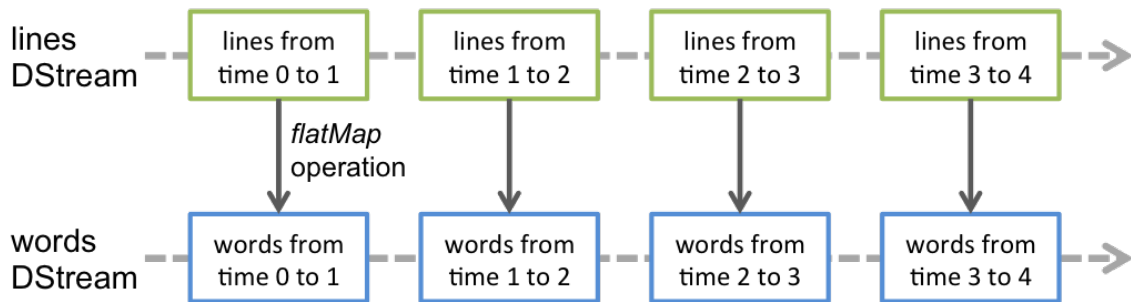 lines
DStream
lines from
time 0 to 1
lines from
time 1 to 2
lines from
time 2 to 3
lines from
time 3 to 4
flatMap
operation
words
DStream
words from
time 0 to 1
words from
time 1 to 2
words from
time 2 to 3
words from
time 3 to 4